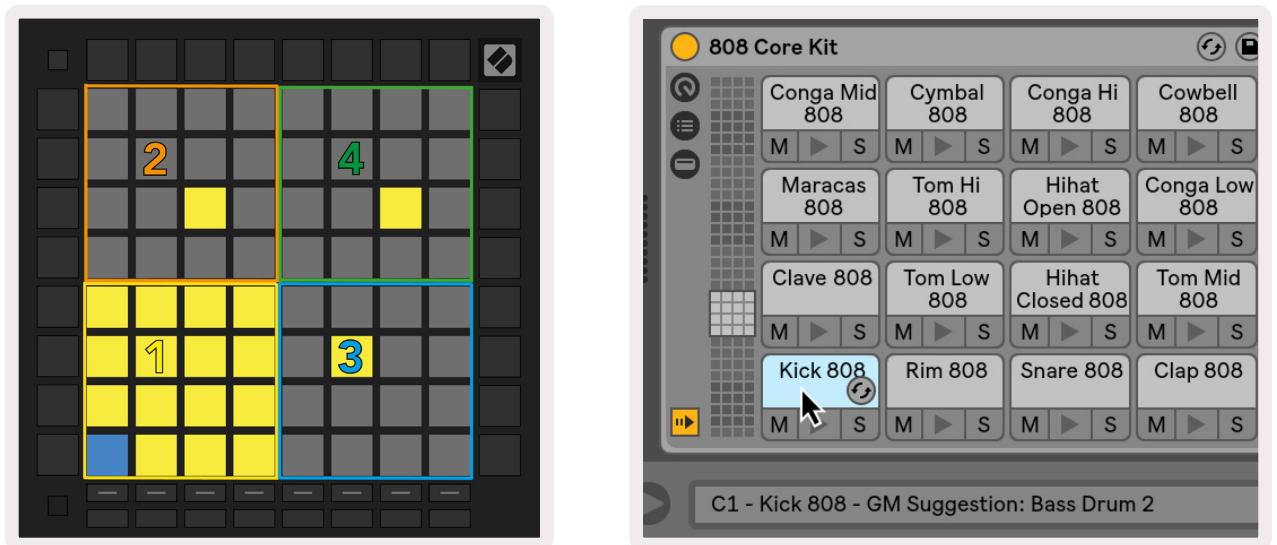 2
4
1
3
808 Core Kit
Conga Mid
808
Cymbal
808
Conga Hi
808
Cowbell
808
M S M S M S M S
Maracas
808
Tom Hi
808
Hihat
Open 808
Conga Low
808
M S M S M S M S
Clave 808
Tom Low
808
Hihat
Closed 808
Tom Mid
808
M S M S M S M S
Kick 808
Rim 808
Snare 808
Clap 808
M S M S M S M S
C1 - Kick 808 - GM Suggestion: Bass Drum 2